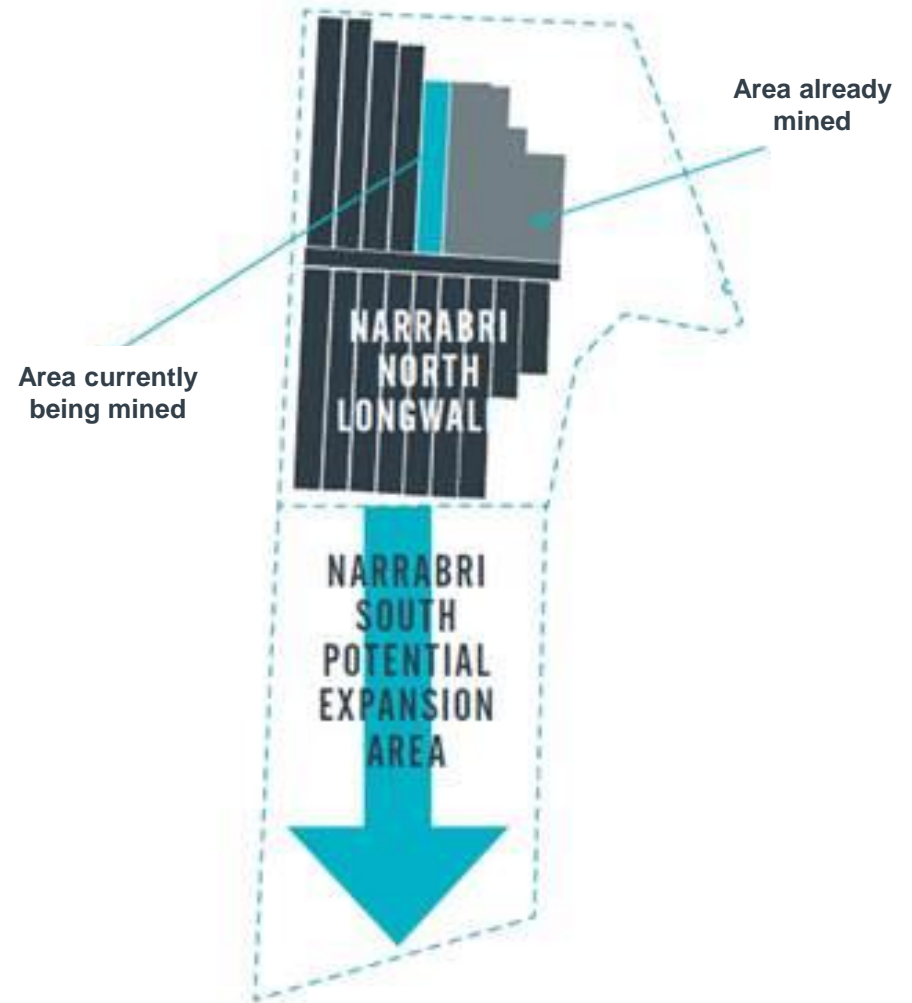 Area already
mined
Area currently
being mined
NARRABRI
NORTH
LONGWAL
NARRABRI
SOUTH
POTENTIAL
EXPANSION
AREA